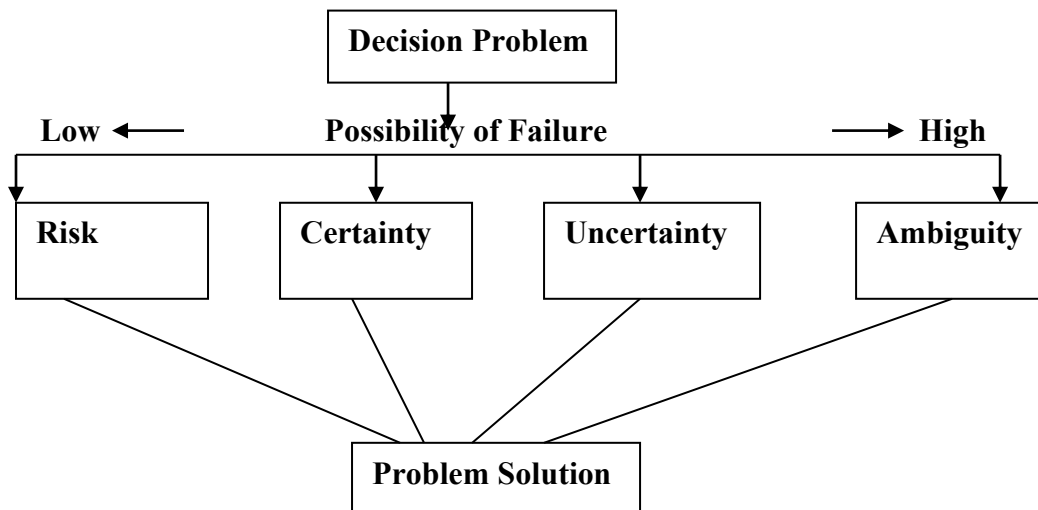 Decision Problem
Low Possibility of Failure High
Risk Certainty Uncertainty Ambiguity
Problem Solution